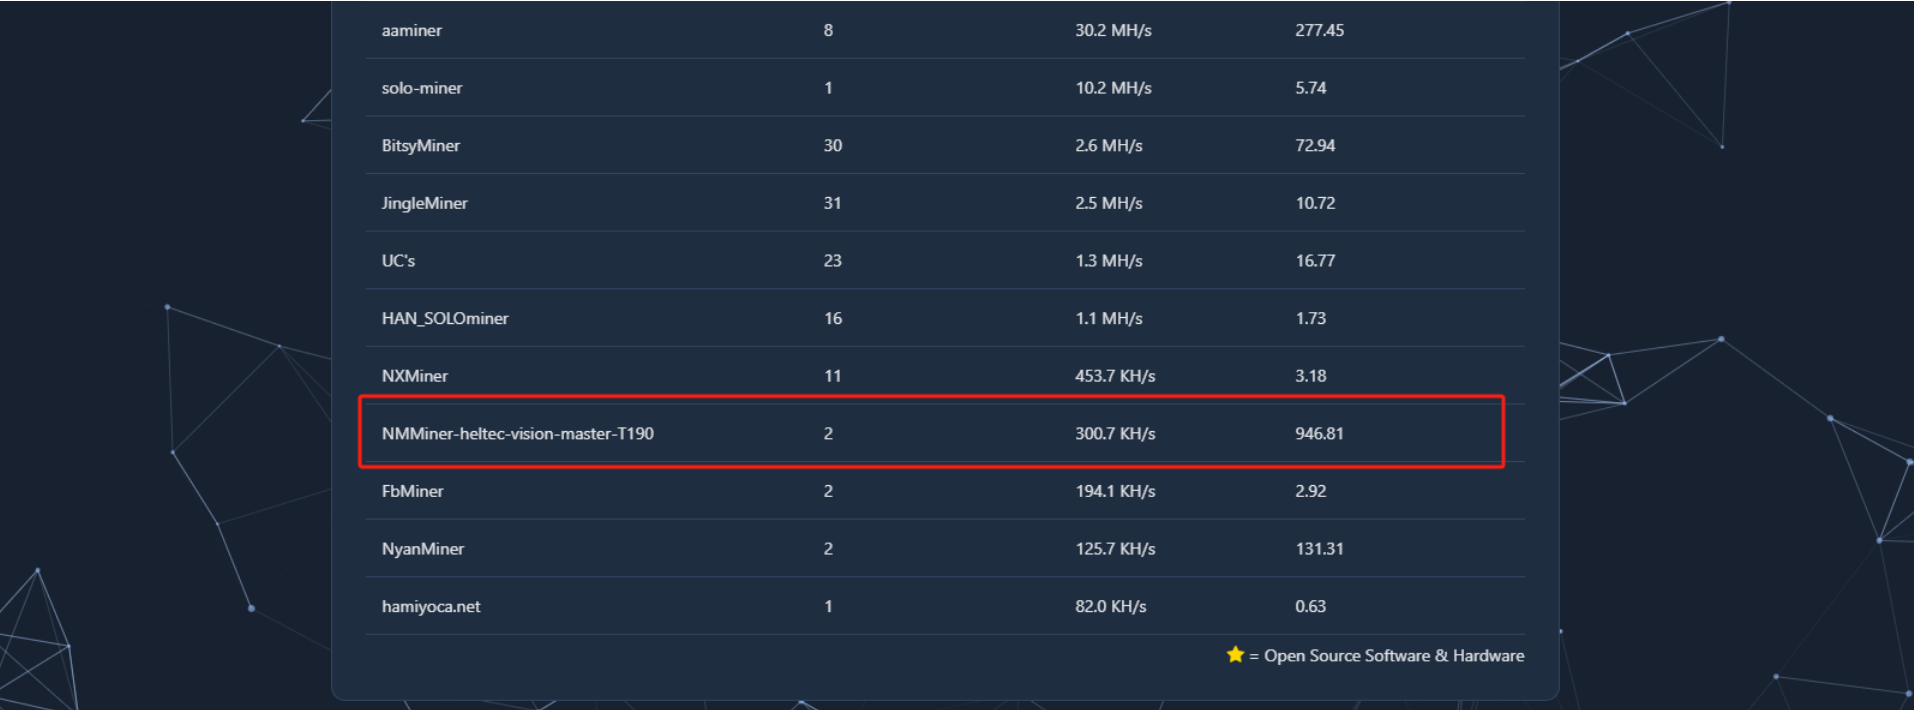 aaminer 8 30.2 MH/s 277.45
solo-miner 1 10.2 MH/s 5.74
BitsyMiner 30 2.6 MH/s 72.94
JingleMiner 31 2.5 MH/s 10.72
UC's 23 1.3 MH/s 16.77
HAN_SOLOminer 16 1.1 MH/s 1.73
NXMiner 11 453.7 KH/s 3.18
NMMiner-heltec-vision-master-T190 2 300.7 KH/s 946.81
FbMiner 2 194.1 KH/s 2.92
NyanMiner 2 125.7 KH/s 131.31
hamiyoca.net 1 82.0 KH/s 0.63
⭐ = Open Source Software & Hardware